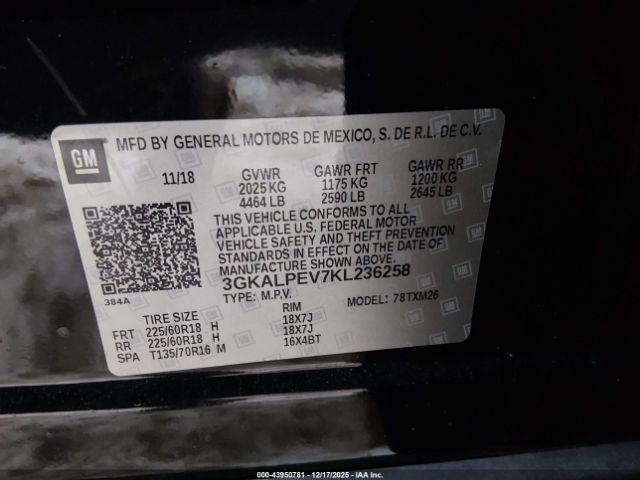 GM
MFD BY GENERAL MOTORS DE MEXICO, S. DE R.L. DE C.V.
11/18 GVWR GAWR FRT GAWR RR
2025 KG 1175 KG 1200 KG
4464 LB 2590 LB 2645 LB
THIS VEHICLE CONFORMS TO ALL
APPLICABLE U.S. FEDERAL MOTOR
VEHICLE SAFETY AND THEFT PREVENTION
STANDARDS IN EFFECT ON THE DATE OF
MANUFACTURE SHOWN ABOVE.
3GKALPEV7KL236258
TYPE: M.P.V. MODEL: 78TXM26
384A
TIRE SIZE RIM
FRT 225/60R18 H 18X7J
RR 225/60R18 H 18X7J
SPA T135/70R16 M 16X4BT
000-43950781 - 12/17/2025 - IAAI.COM